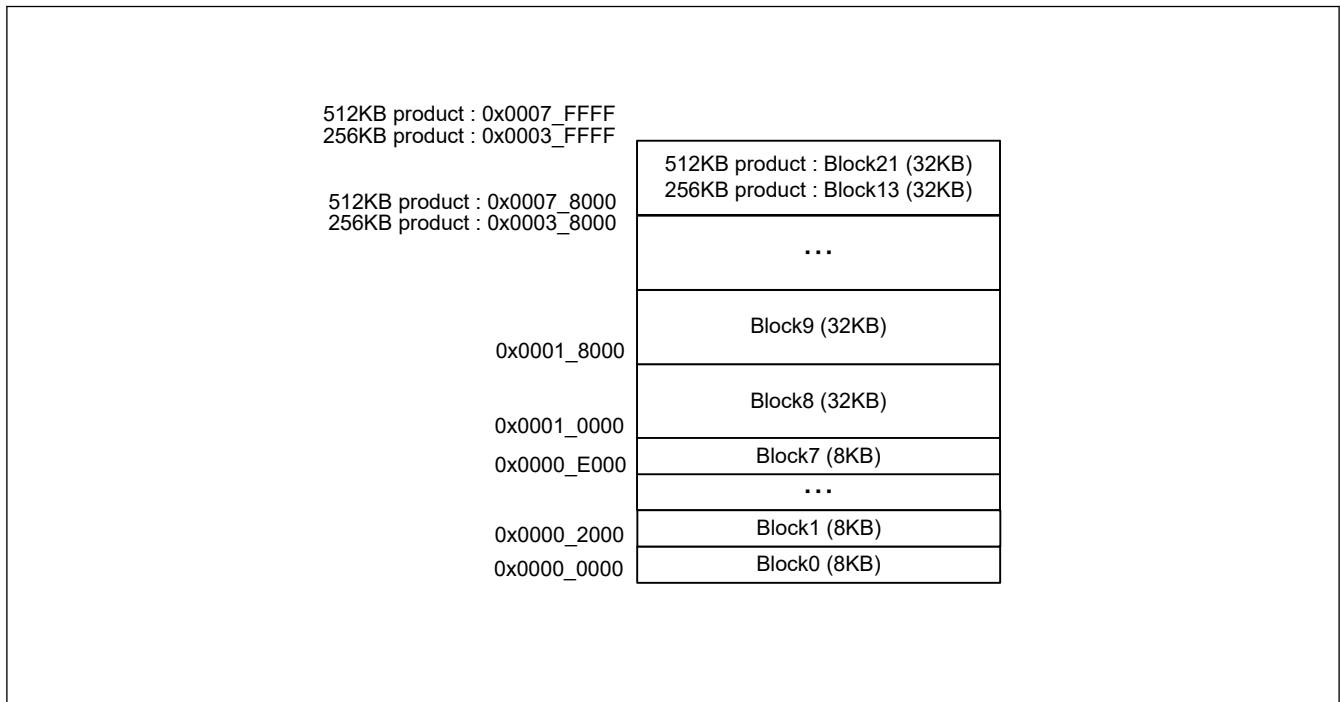 512KB product : 0x0007_FFFF
256KB product : 0x0003_FFFF
512KB product : Block21 (32KB)
256KB product : Block13 (32KB)
512KB product : 0x0007_8000
256KB product : 0x0003_8000
...
Block9 (32KB)
0x0001_8000
Block8 (32KB)
0x0001_0000
Block7 (8KB)
0x0000_E000
...
Block1 (8KB)
0x0000_2000
Block0 (8KB)
0x0000_0000